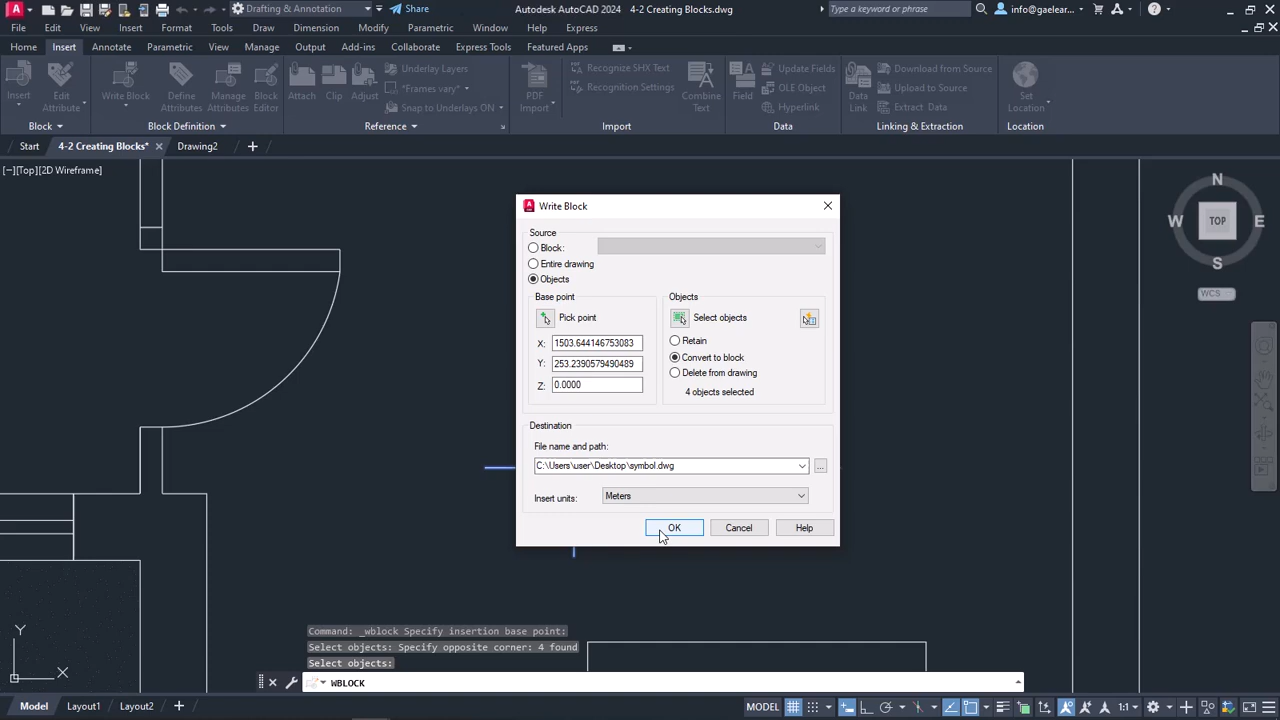 Drafting & Annotation
Share
Autodesk AutoCAD 2024 4-2 Creating Blocks.dwg
Type a keyword or phrase
info@gaelear...
File Edit View Insert Format Tools Draw Dimension Modify Parametric Window Help Express
Home Insert Annotate Parametric View Manage Output Add-ins Collaborate Express Tools Featured Apps
Insert
Edit Attribute
Write Block
Define Attributes
Manage Attributes
Block Editor
Attach
Clip
Adjust
Underlay Layers
*Frames vary*
Snap to Underlays ON
PDF Import
Recognize SHX Text
Recognition Settings
Combine Text
Field
Update Fields
OLE Object
Hyperlink
Data Link
Download from Source
Upload to Source
Extract Data
Set Location
Block
Block Definition
Reference
Import
Data
Linking & Extraction
Location
Start 4-2 Creating Blocks* Drawing2
[−][Top][2D Wireframe]
N
W TOP E
S
WCS
Write Block
Source
Block:
Entire drawing
Objects
Base point
Pick point
X: 1503.644146753083
Y: 253.2390579490489
Z: 0.0000
Objects
Select objects
Retain
Convert to block
Delete from drawing
4 objects selected
Destination
File name and path:
C:\Users\user\Desktop\symbol.dwg
...
Insert units: Meters
OK Cancel Help
Command: _wblock Specify insertion base point:
Select objects: Specify opposite corner: 4 found
Select objects:
WBLOCK
Y
X
Model Layout1 Layout2
MODEL
1:1